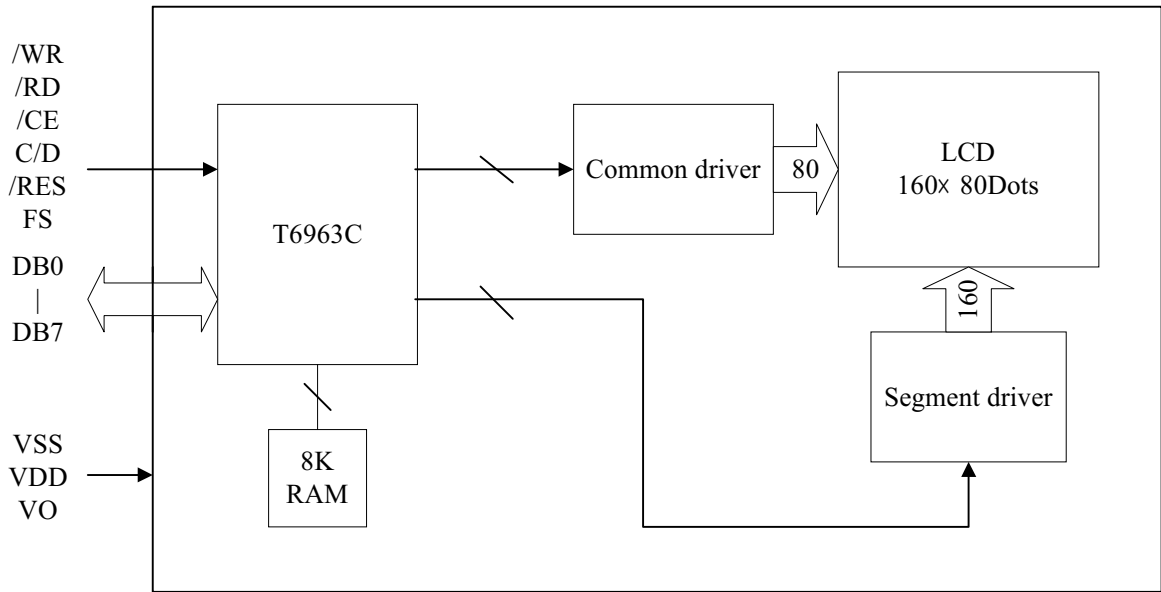 /WR
/RD
/CE
C/D
/RES
FS
DB0
|
DB7
VSS
VDD
VO
T6963C
8K
RAM
Common driver
80
LCD
160× 80Dots
160
Segment driver